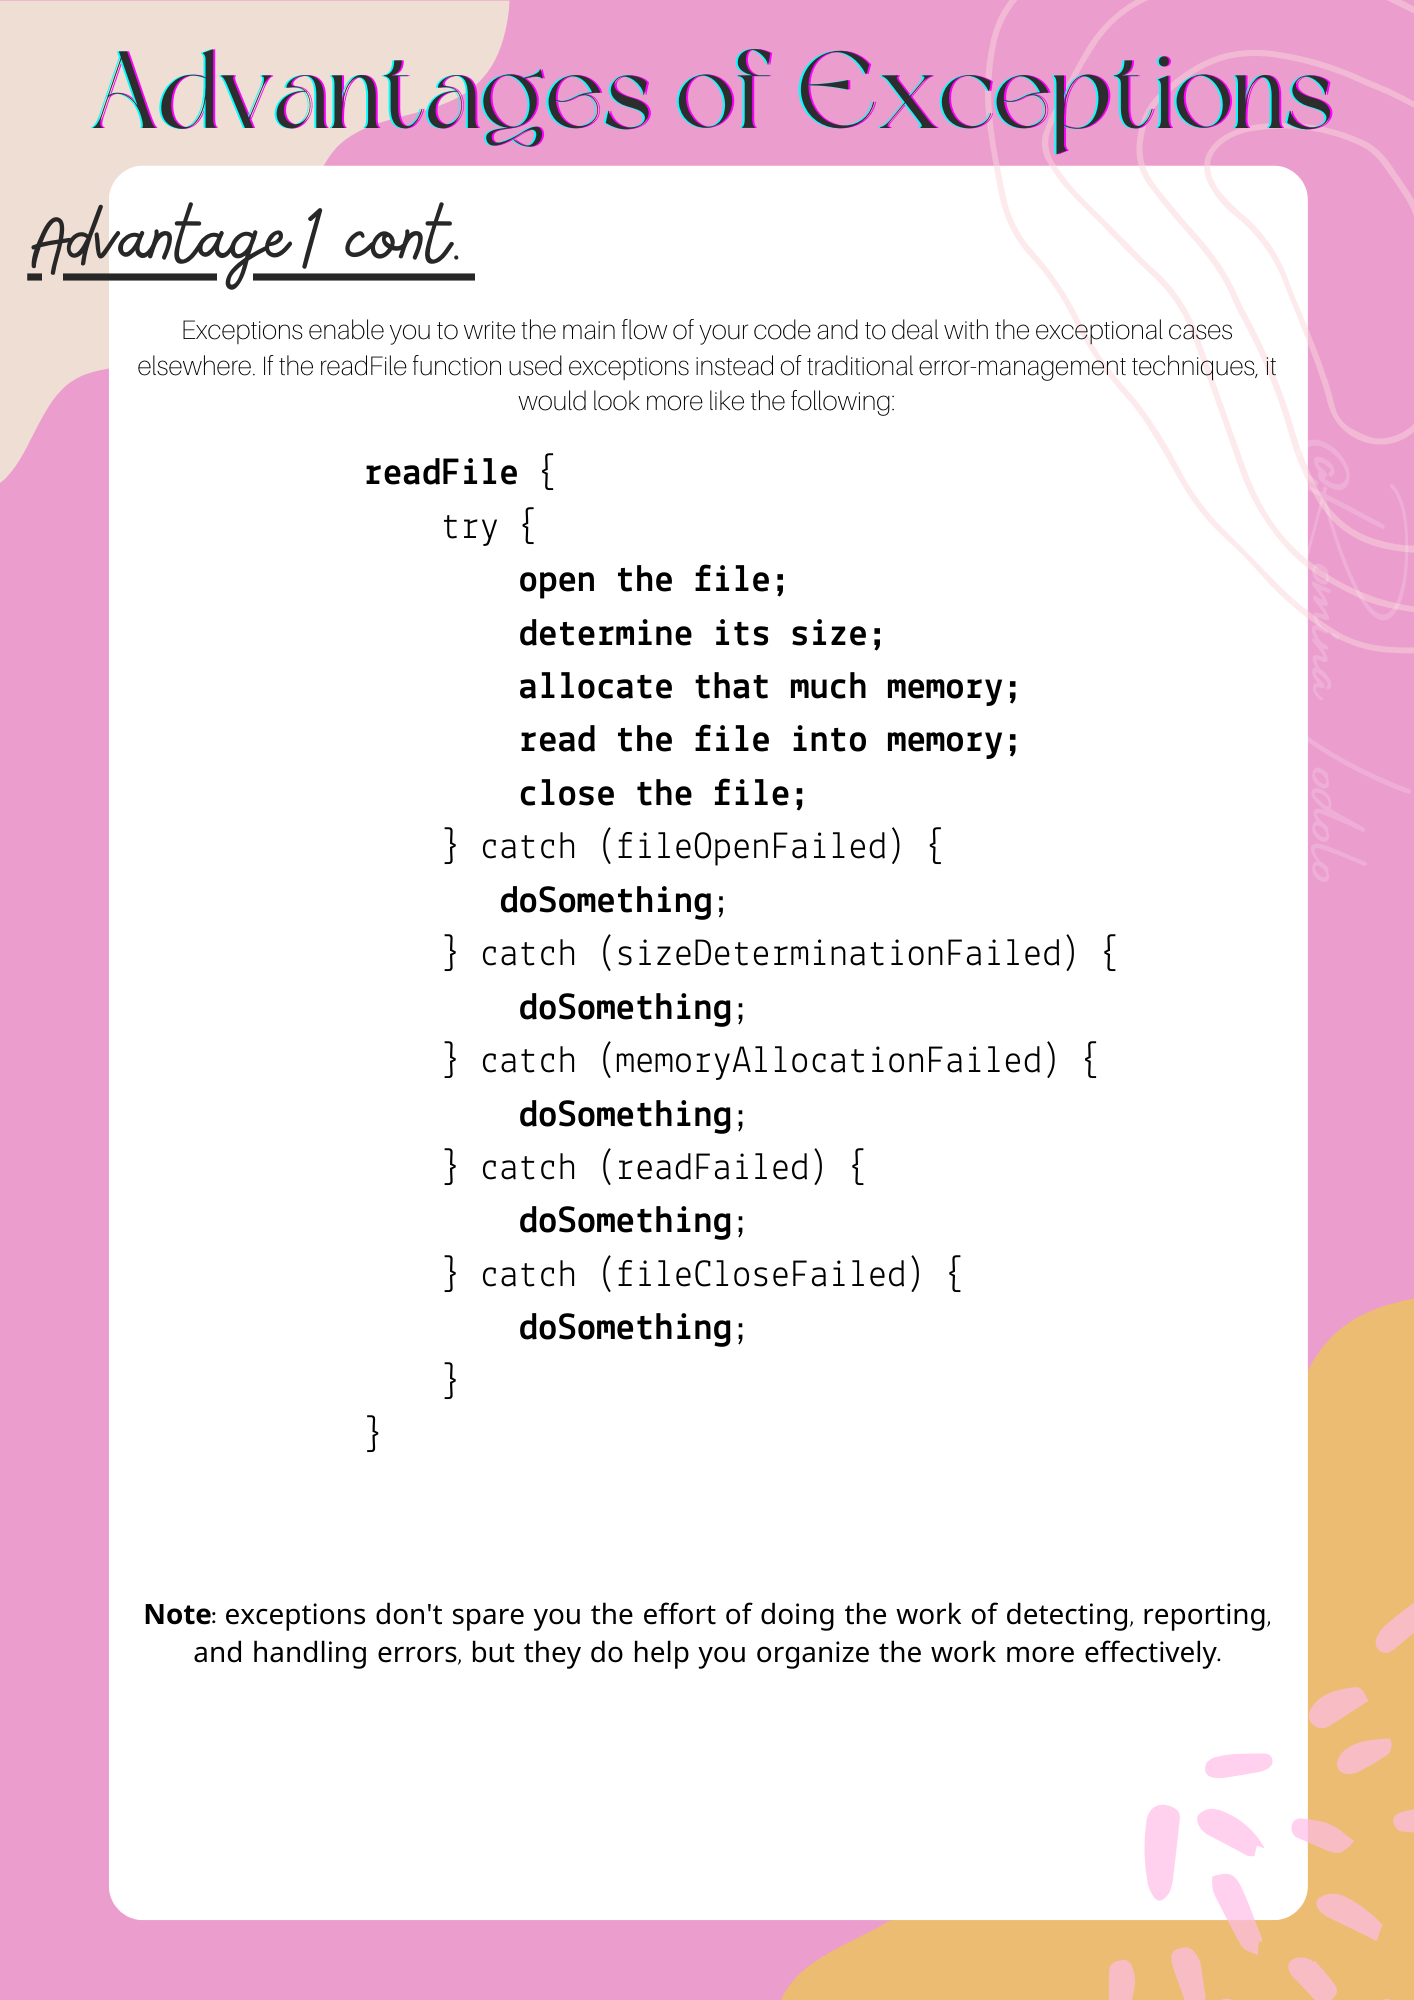 Advantages of Exceptions
Advantage 1 cont.
Exceptions enable you to write the main flow of your code and to deal with the exceptional cases
elsewhere. If the readFile function used exceptions instead of traditional error-management techniques, it
would look more like the following:
readFile {
    try {
        open the file;
        determine its size;
        allocate that much memory;
        read the file into memory;
        close the file;
    } catch (fileOpenFailed) {
       doSomething;
    } catch (sizeDeterminationFailed) {
        doSomething;
    } catch (memoryAllocationFailed) {
        doSomething;
    } catch (readFailed) {
        doSomething;
    } catch (fileCloseFailed) {
        doSomething;
    }
}
Note: exceptions don't spare you the effort of doing the work of detecting, reporting,
and handling errors, but they do help you organize the work more effectively.